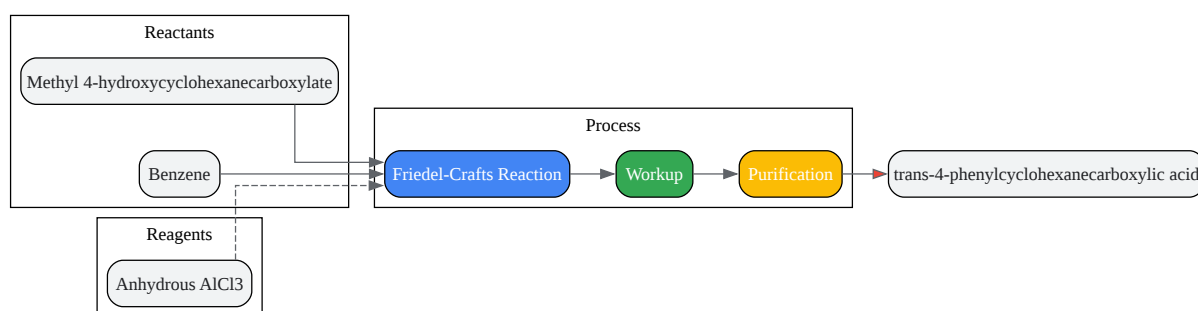 Reactants
Methyl 4-hydroxycyclohexanecarboxylate
Benzene
Process
Friedel-Crafts Reaction
Workup
Purification
trans-4-phenylcyclohexanecarboxylic acid
Reagents
Anhydrous AlCl3